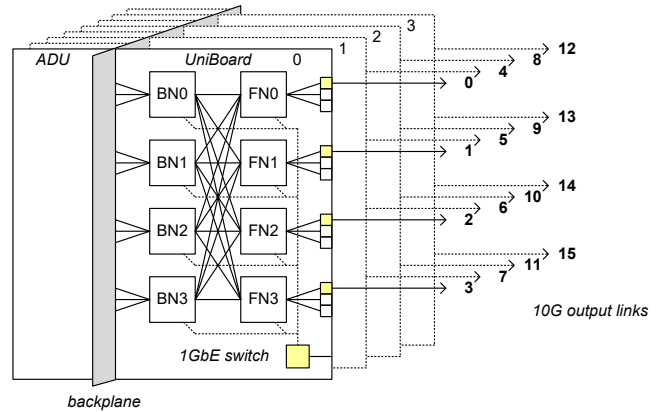 ADU
UniBoard
0
1
2
3
BN0
FN0
BN1
FN1
BN2
FN2
BN3
FN3
0
4
8
12
1
5
9
13
2
6
10
14
3
7
11
15
1GbE switch
10G output links
backplane